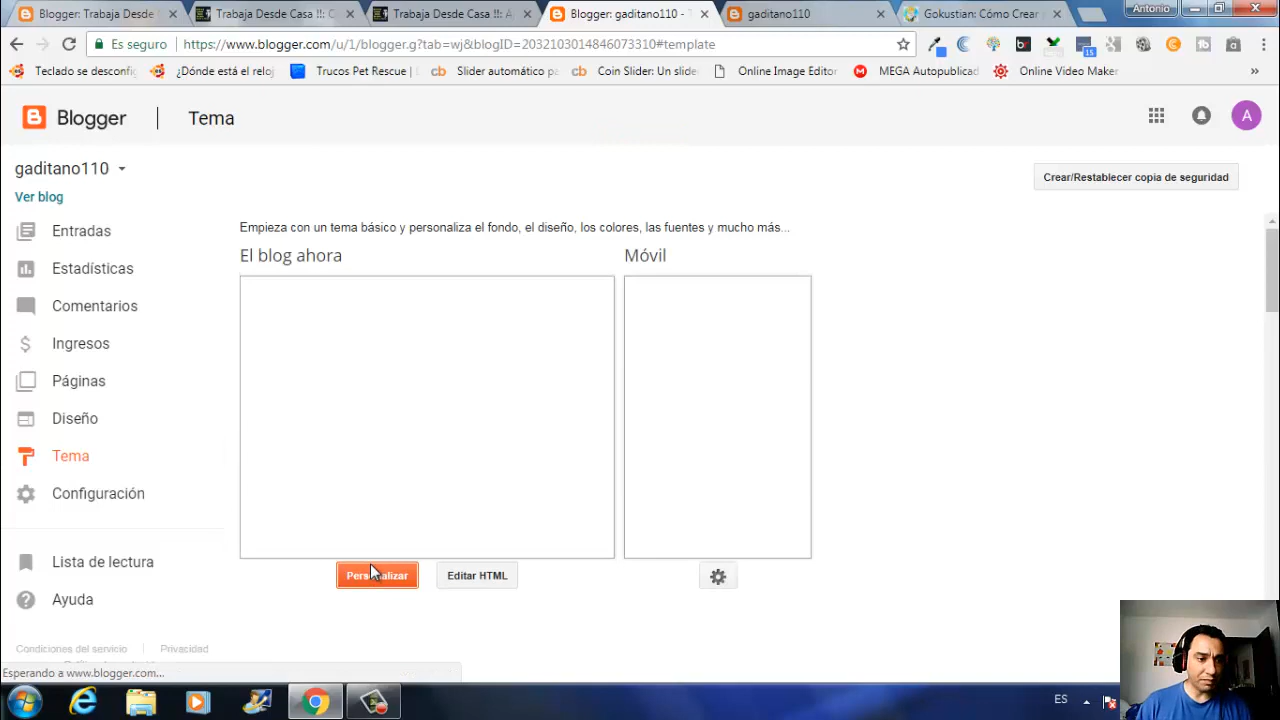 Blogger: Trabaja Desde
Trabaja Desde Casa !!: C
Trabaja Desde Casa !!: A
Blogger: gaditano110 - T
gaditano110
Gokustian: Cómo Crear y
Antonio
Es seguro
https://www.blogger.com/u/1/blogger.g?tab=wj&blogID=2032103014846073310#template
15
Teclado se desconfig
¿Dónde está el reloj
Trucos Pet Rescue
Slider automático p
Coin Slider: Un slide
Online Image Editor
MEGA Autopublicad
Online Video Maker
»
Blogger
Tema
A
gaditano110
Crear/Restablecer copia de seguridad
Ver blog
Entradas
Empieza con un tema básico y personaliza el fondo, el diseño, los colores, las fuentes y mucho más...
El blog ahora
Móvil
Estadísticas
Comentarios
Ingresos
Páginas
Diseño
Tema
Configuración
Lista de lectura
Personalizar
Editar HTML
Ayuda
Condiciones del servicio
Privacidad
Esperando a www.blogger.com...
ES